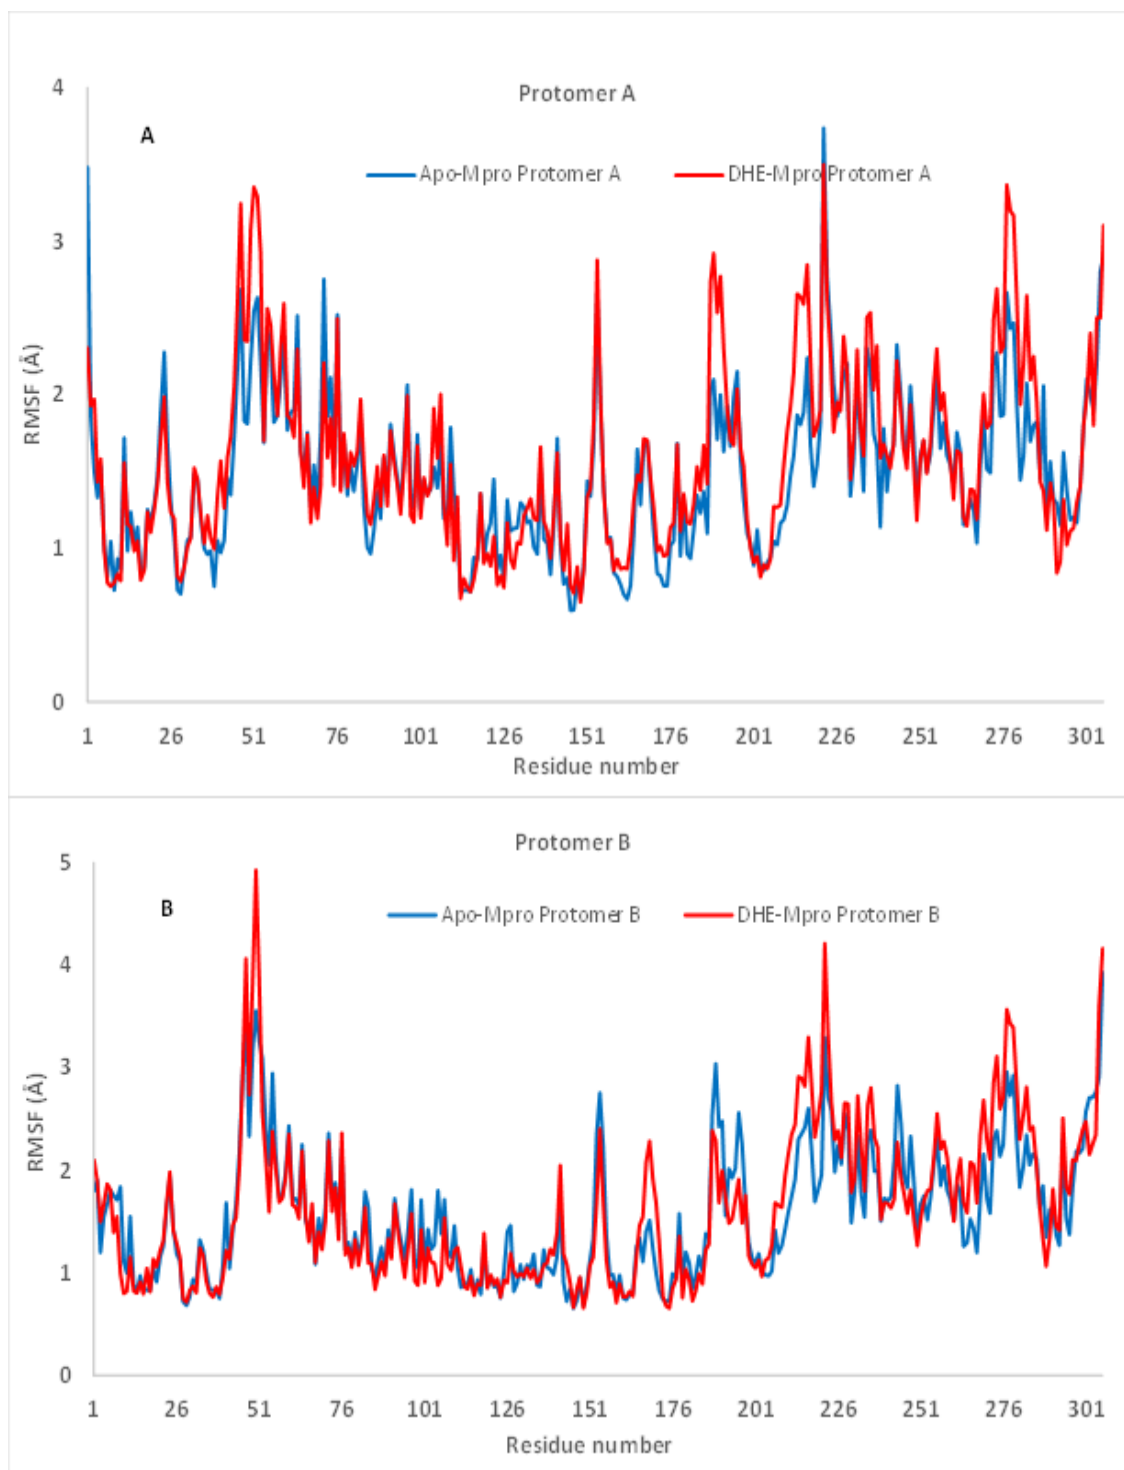 Protomer A
A
Apo-Mpro Protomer A
DHE-Mpro Protomer A
RMSF (Å)
4
3
2
1
0
1 26 51 76 101 126 151 176 201 226 251 276 301
Residue number
Protomer B
B
Apo-Mpro Protomer B
DHE-Mpro Protomer B
RMSF (Å)
5
4
3
2
1
0
1 26 51 76 101 126 151 176 201 226 251 276 301
Residue number